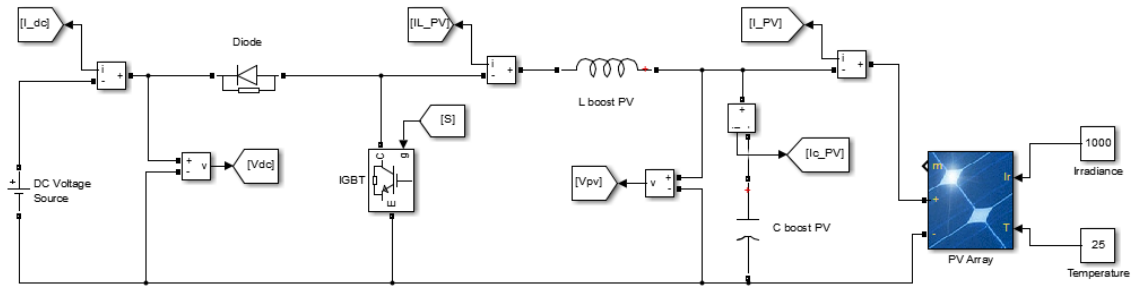 [I_dc]
[IL_PV]
[I_PV]
Diode
i
-
+
i
-
+
i
-
+
L boost PV
+
-
i
[S]
[Ic_PV]
1000
Irradiance
+
-
v
[Vdc]
C
g
E
IGBT
[Vpv]
v
+
-
+
DC Voltage
Source
m
Ir
+
T
-
C boost PV
25
PV Array
Temperature